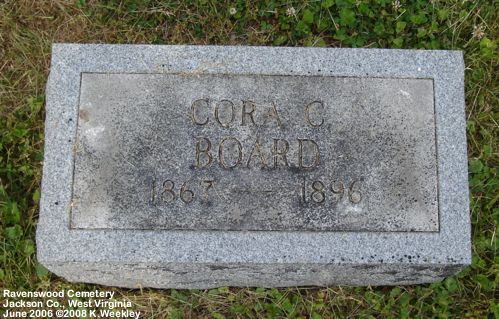 CORA C.
BOARD
1867 -- 1896
Ravenswood Cemetery
Jackson Co., West Virginia
June 2006 ©2008 K.Weekley